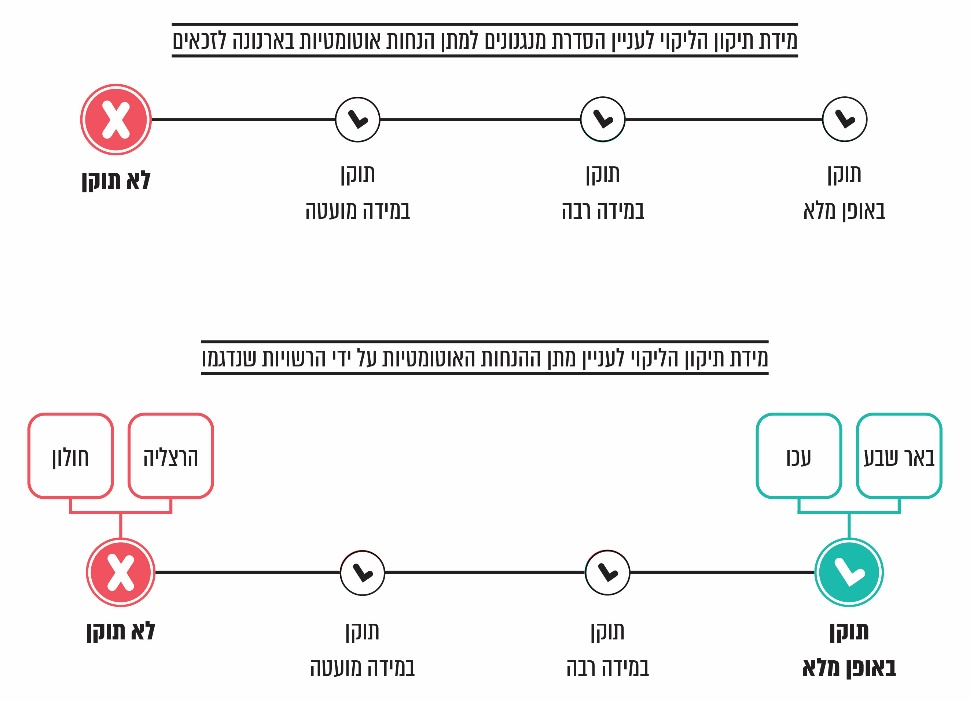 מידת תיקון הליקוי לעניין הסדרת מנגנונים למתן הנחות אוטומטיות בארנונה לזכאים
תוקן
באופן מלא
תוקן
במידה רבה
תוקן
במידה מועטה
לא תוקן
מידת תיקון הליקוי לעניין מתן ההנחות האוטומטיות על ידי הרשויות שנדגמו
באר שבע
עכו
הרצליה
חולון
תוקן
באופן מלא
תוקן
במידה רבה
תוקן
במידה מועטה
לא תוקן